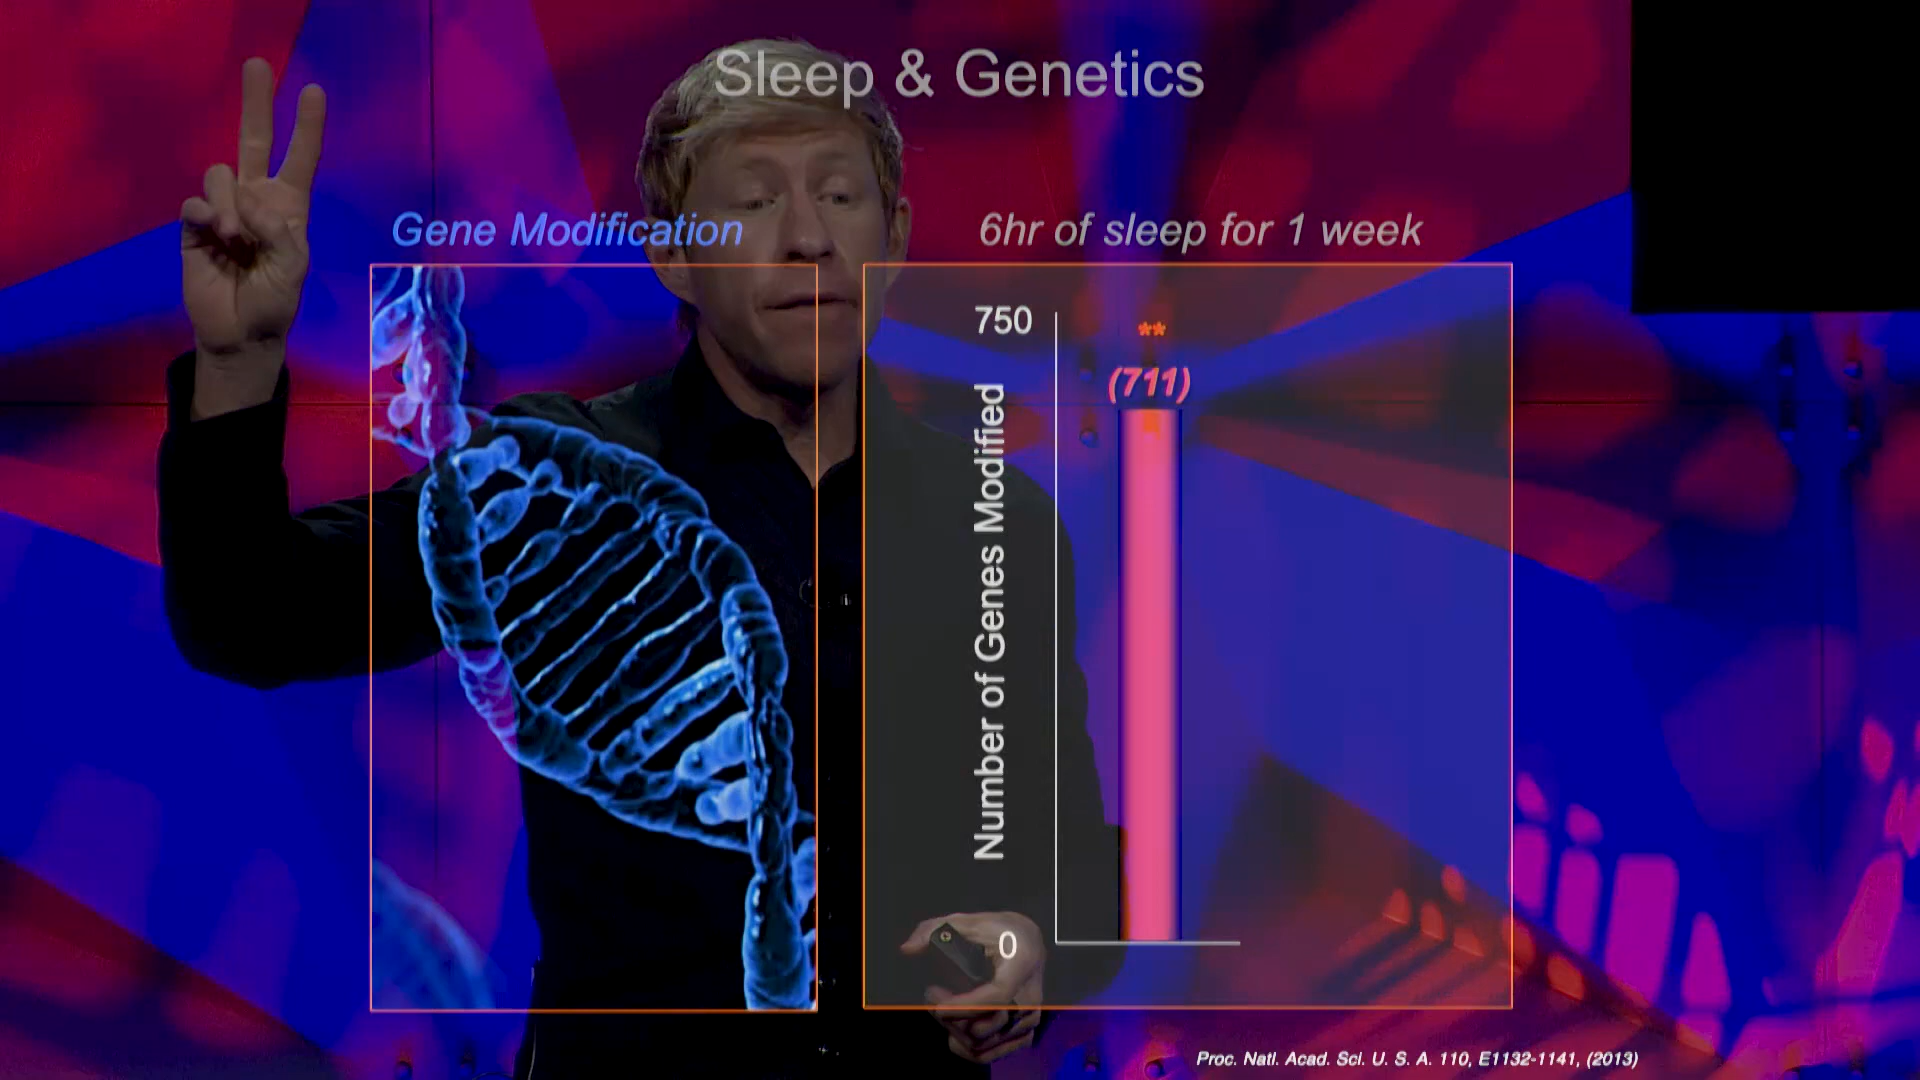 Sleep & Genetics
Gene Modification
6hr of sleep for 1 week
750
**
(711)
Number of Genes Modified
0
Proc. Natl. Acad. Sci. U. S. A. 110, E1132-1141, (2013)